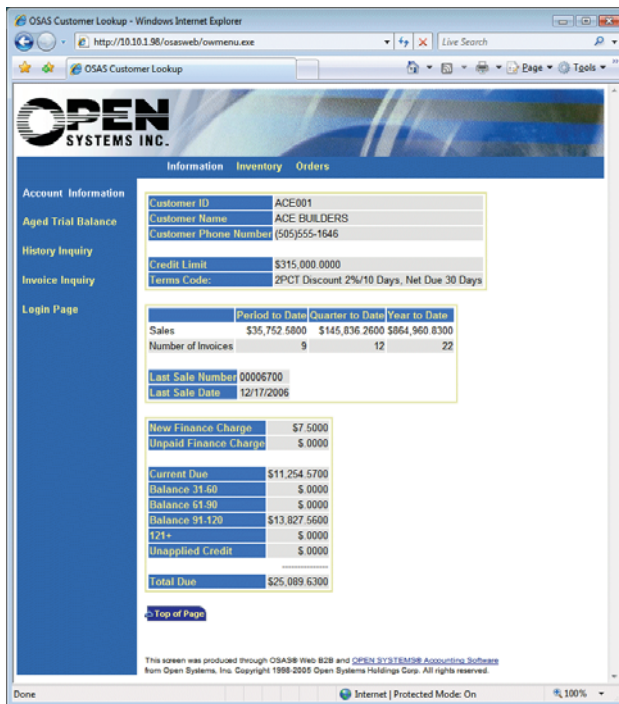 OSAS Customer Lookup - Windows Internet Explorer
http://10.10.1.98/osasweb/owmenu.exe
Live Search
OSAS Customer Lookup
Page
Tools
OPEN
SYSTEMS INC.
Information Inventory Orders
Account Information
Aged Trial Balance
History Inquiry
Invoice Inquiry
Login Page
Customer ID ACE001
Customer Name ACE BUILDERS
Customer Phone Number (505)555-1646
Credit Limit $315,000.0000
Terms Code: 2PCT Discount 2%/10 Days, Net Due 30 Days
Period to Date Quarter to Date Year to Date
Sales $35,752.5800 $145,836.2600 $864,960.8300
Number of Invoices 9 12 22
Last Sale Number 00006700
Last Sale Date 12/17/2006
New Finance Charge $7.5000
Unpaid Finance Charge $.0000
Current Due $11,254.5700
Balance 31-60 $.0000
Balance 61-90 $.0000
Balance 91-120 $13,827.5600
121+ $.0000
Unapplied Credit $.0000
--------------
Total Due $25,089.6300
Top of Page
This screen was produced through OSAS® Web B2B and OPEN SYSTEMS® Accounting Software
from Open Systems, Inc. Copyright 1998-2005 Open Systems Holdings Corp. All rights reserved.
Done
Internet | Protected Mode: On
100%